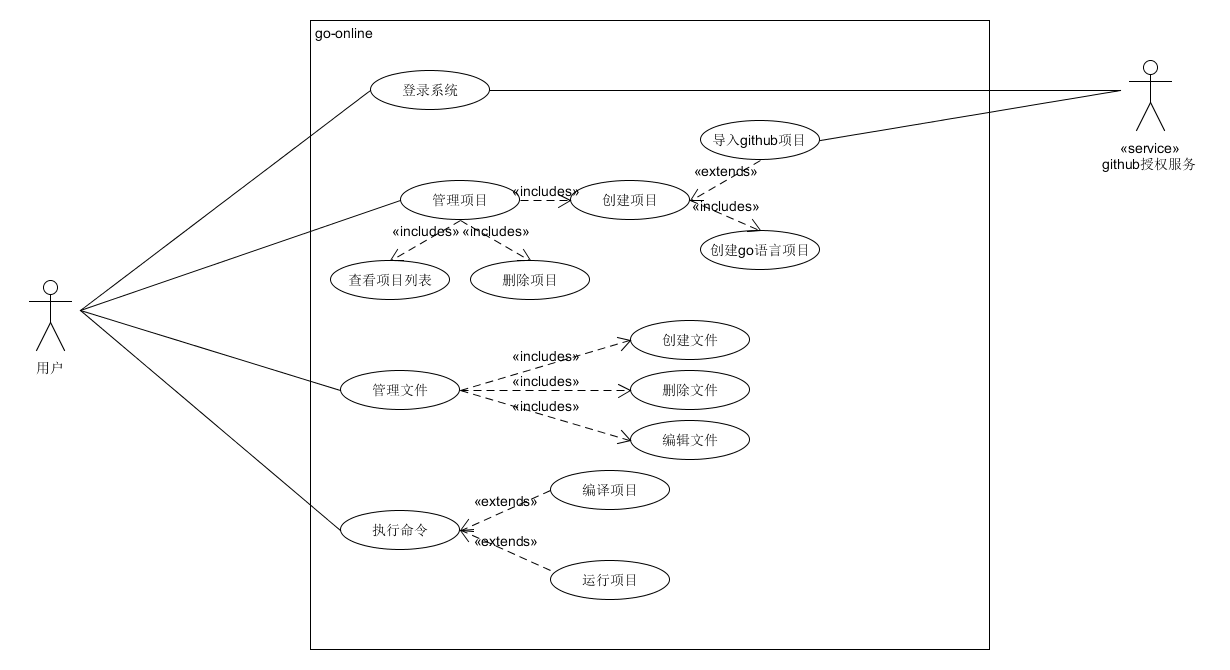 go-online
登录系统
导入github项目
«service»
github授权服务
«extends»
管理项目
«includes»
创建项目
«includes»
创建go语言项目
«includes»
«includes»
查看项目列表
删除项目
用户
创建文件
«includes»
管理文件
«includes»
删除文件
«includes»
编辑文件
编译项目
«extends»
执行命令
«extends»
运行项目